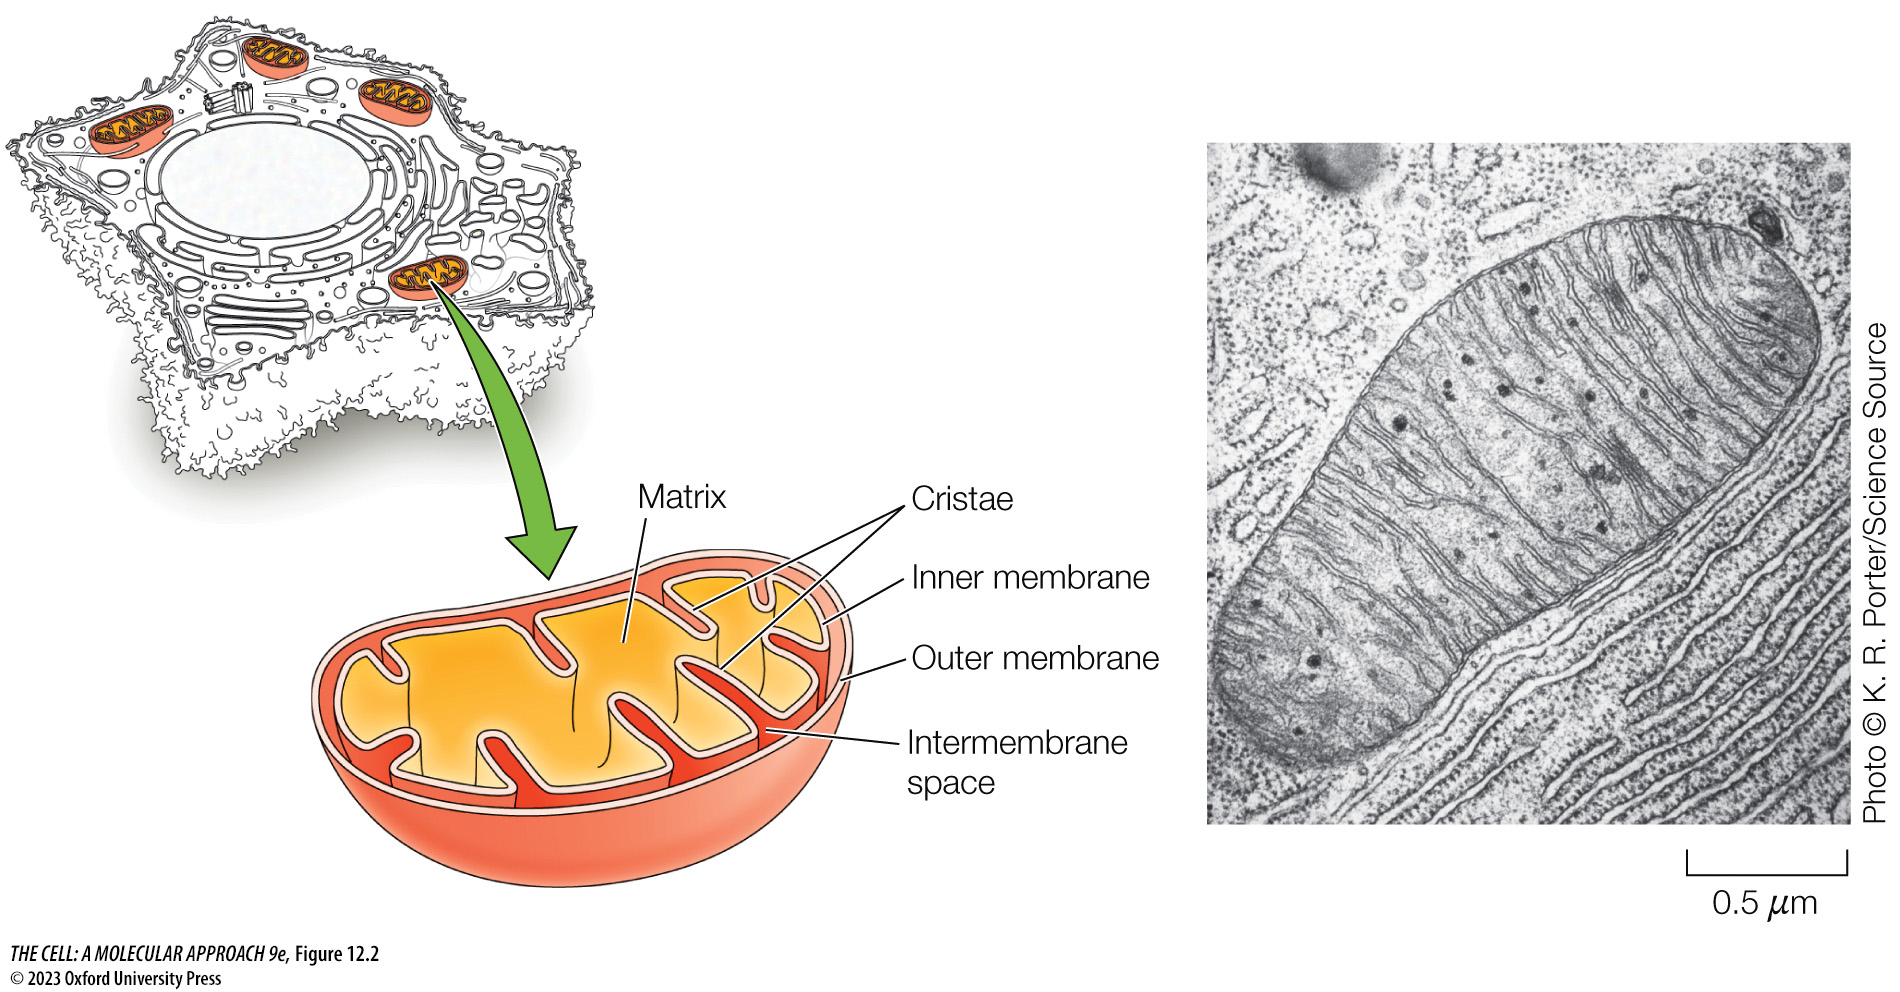 Matrix
Cristae
Inner membrane
Outer membrane
Intermembrane
space
Photo © K. R. Porter/Science Source
0.5 μm
THE CELL: A MOLECULAR APPROACH 9e, Figure 12.2
© 2023 Oxford University Press